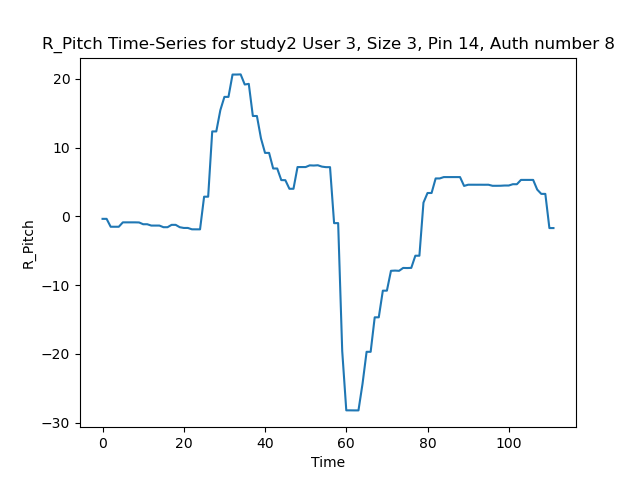 R_Pitch Time-Series for study2 User 3, Size 3, Pin 14, Auth number 8
20
10
0
−10
−20
−30
R_Pitch
0 20 40 60 80 100
Time